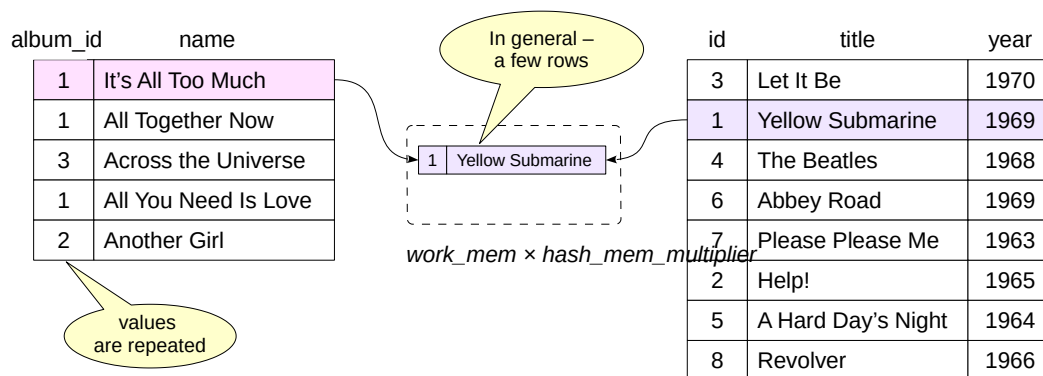 album_id name
1 It’s All Too Much
1 All Together Now
3 Across the Universe
1 All You Need Is Love
2 Another Girl
values
are repeated
In general –
a few rows
1 Yellow Submarine
work_mem × hash_mem_multiplier
id title year
3 Let It Be 1970
1 Yellow Submarine 1969
4 The Beatles 1968
6 Abbey Road 1969
7 Please Please Me 1963
2 Help! 1965
5 A Hard Day’s Night 1964
8 Revolver 1966